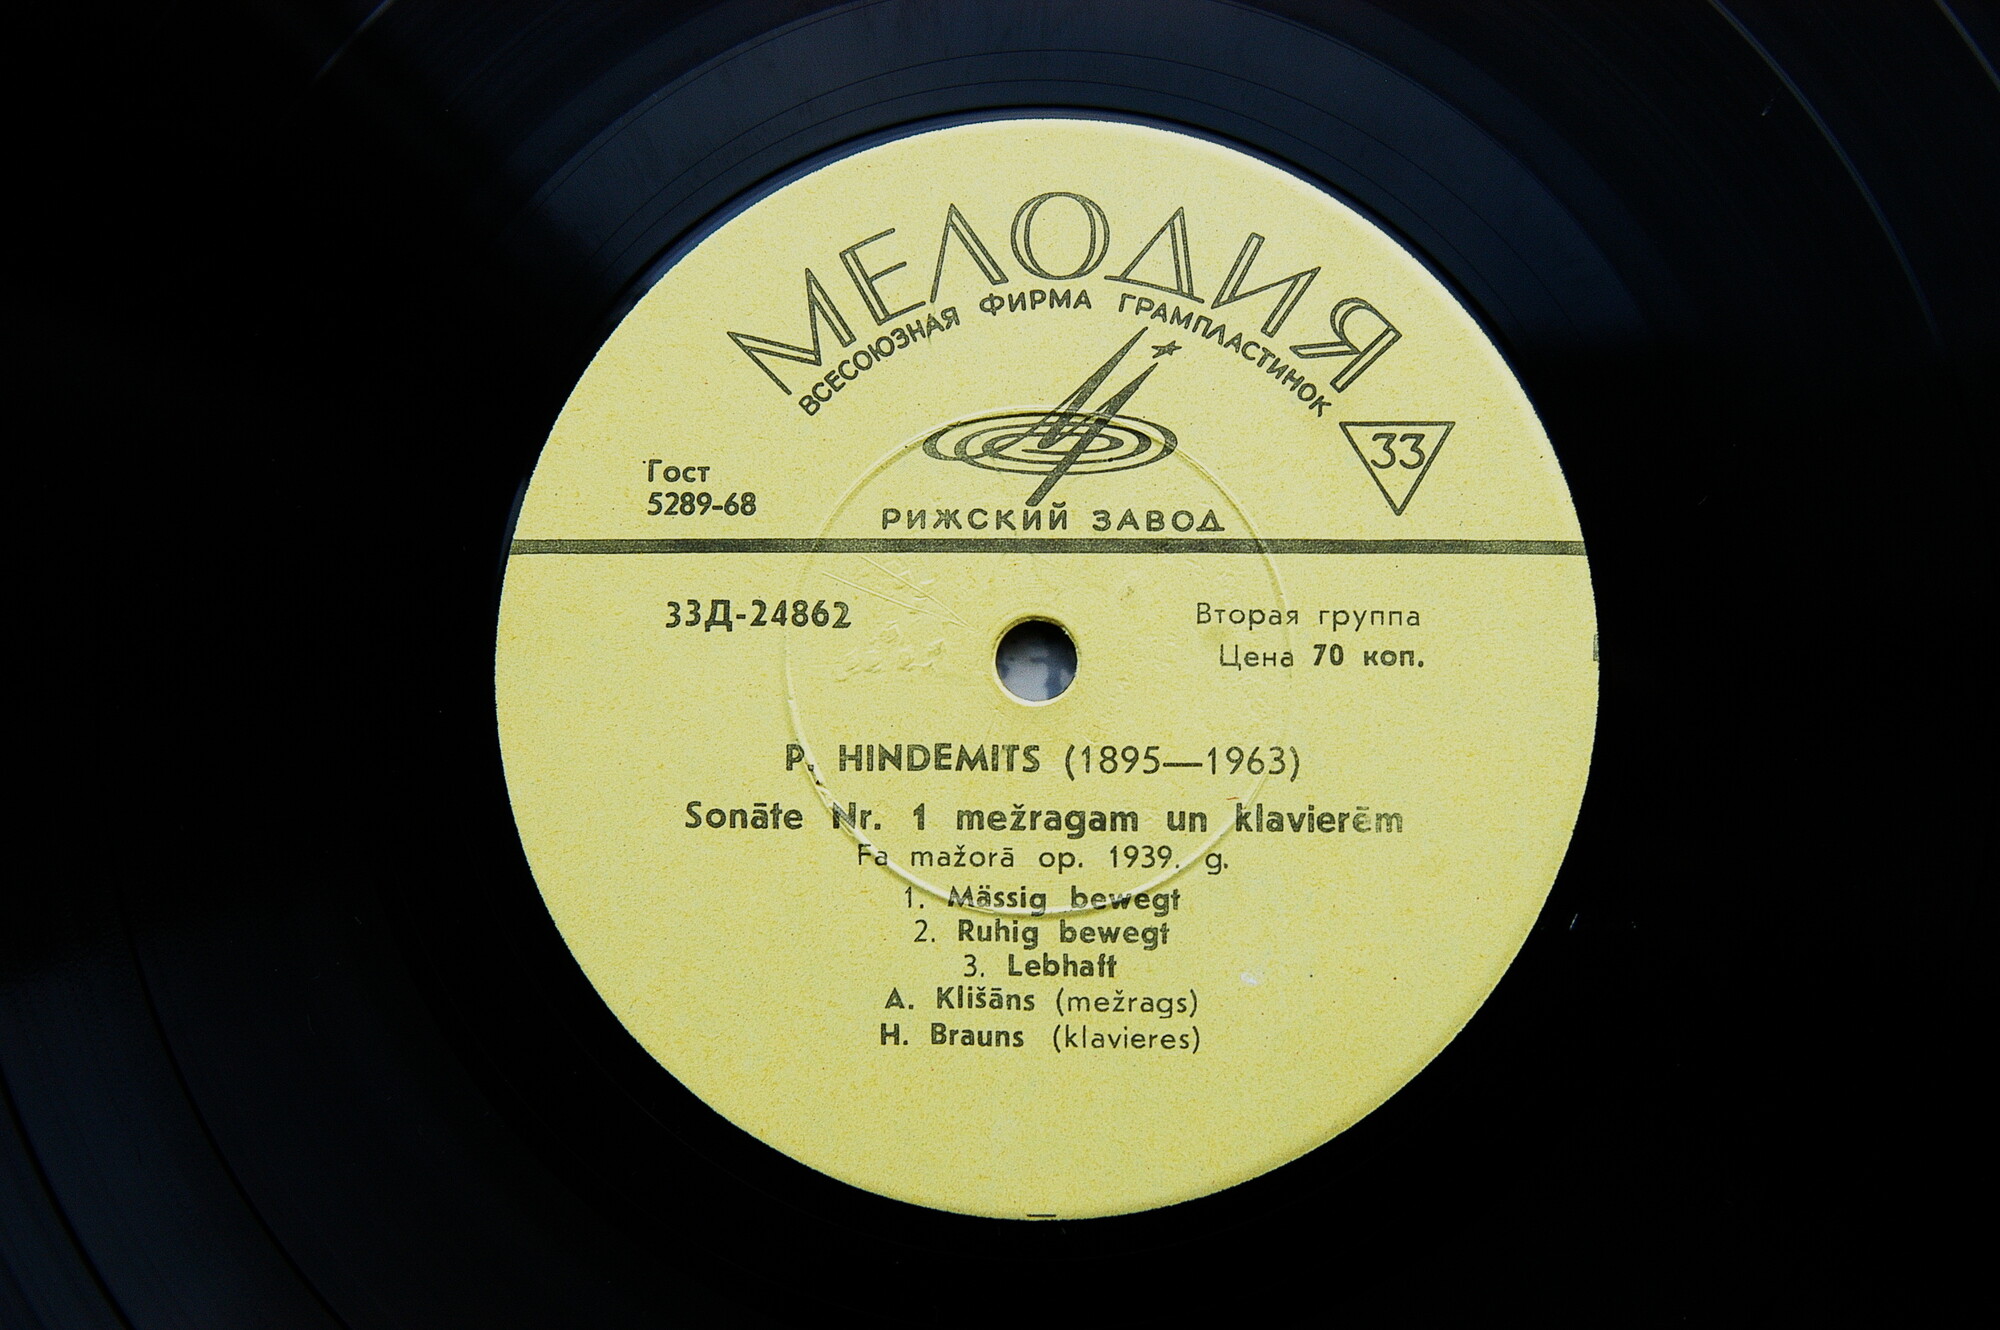 МЕЛОДИЯ
ВСЕСОЮЗНАЯ ФИРМА ГРАМПЛАСТИНОК
33
Гост
5289-68
РИЖСКИЙ ЗАВОД
33Д-24862
Вторая группа
Цена 70 коп.
P. HINDEMITS (1895—1963)
Sonāte Nr. 1 mežragam un klavierēm
Fa mažorā op. 1939. g.
1. Mässig bewegt
2. Ruhig bewegt
3. Lebhaft
A. Klišāns (mežrags)
H. Brauns (klavieres)